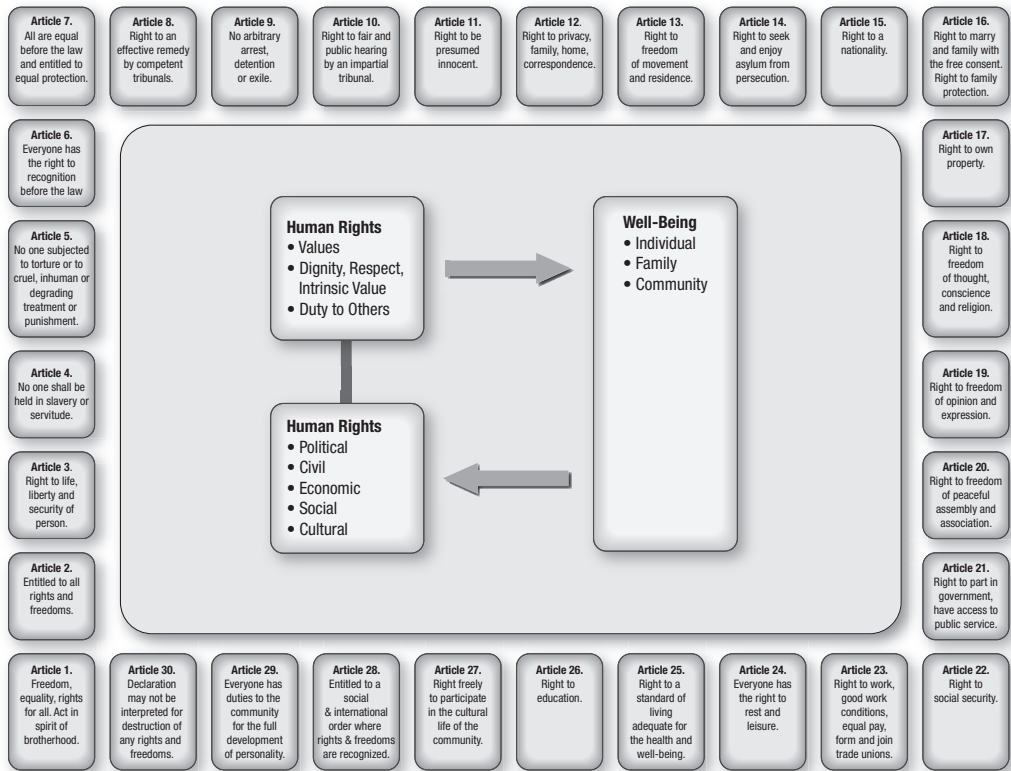 Article 7.
All are equal
before the law
and entitled to
equal protection.
Article 8.
Right to an
effective remedy
by competent
tribunals.
Article 9.
No arbitrary
arrest,
detention
or exile.
Article 10.
Right to fair and
public hearing
by an impartial
tribunal.
Article 11.
Right to be
presumed
innocent.
Article 12.
Right to privacy,
family, home,
correspondence.
Article 13.
Right to
freedom
of movement
and residence.
Article 14.
Right to seek
and enjoy
asylum from
persecution.
Article 15.
Right to a
nationality.
Article 16.
Right to marry
and family with
the free consent.
Right to family
protection.
Article 6.
Everyone has
the right to
recognition
before the law
Article 5.
No one subjected
to torture or to
cruel, inhuman or
degrading
treatment or
punishment.
Article 4.
No one shall be
held in slavery or
servitude.
Article 3.
Right to life,
liberty and
security of
person.
Article 2.
Entitled to all
rights and
freedoms.
Human Rights
• Values
• Dignity, Respect,
Intrinsic Value
• Duty to Others
Human Rights
• Political
• Civil
• Economic
• Social
• Cultural
Well-Being
• Individual
• Family
• Community
Article 17.
Right to own
property.
Article 18.
Right to
freedom
of thought,
conscience
and religion.
Article 19.
Right to freedom
of opinion and
expression.
Article 20.
Right to freedom
of peaceful
assembly and
association.
Article 21.
Right to part in
government,
have access to
public service.
Article 1.
Freedom,
equality, rights
for all. Act in
spirit of
brotherhood.
Article 30.
Declaration
may not be
interpreted for
destruction of
any rights and
freedoms.
Article 29.
Everyone has
duties to the
community
for the full
development
of personality.
Article 28.
Entitled to a
social
& international
order where
rights & freedoms
are recognized.
Article 27.
Right freely
to participate
in the cultural
life of the
community.
Article 26.
Right to
education.
Article 25.
Right to a
standard of
living
adequate for
the health and
well-being.
Article 24.
Everyone has
the right to
rest and
leisure.
Article 23.
Right to work,
good work
conditions,
equal pay,
form and join
trade unions.
Article 22.
Right to
social security.